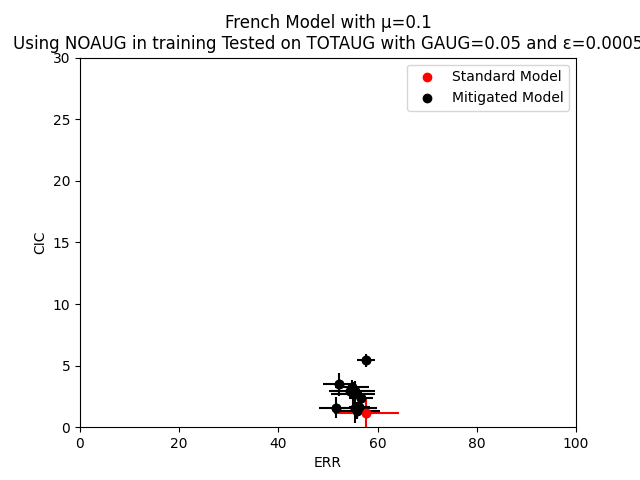 French Model with μ=0.1
Using NOAUG in training Tested on TOTAUG with GAUG=0.05 and ε=0.0005
Standard Model
Mitigated Model
30
25
20
15
10
5
0
CIC
0 20 40 60 80 100
ERR